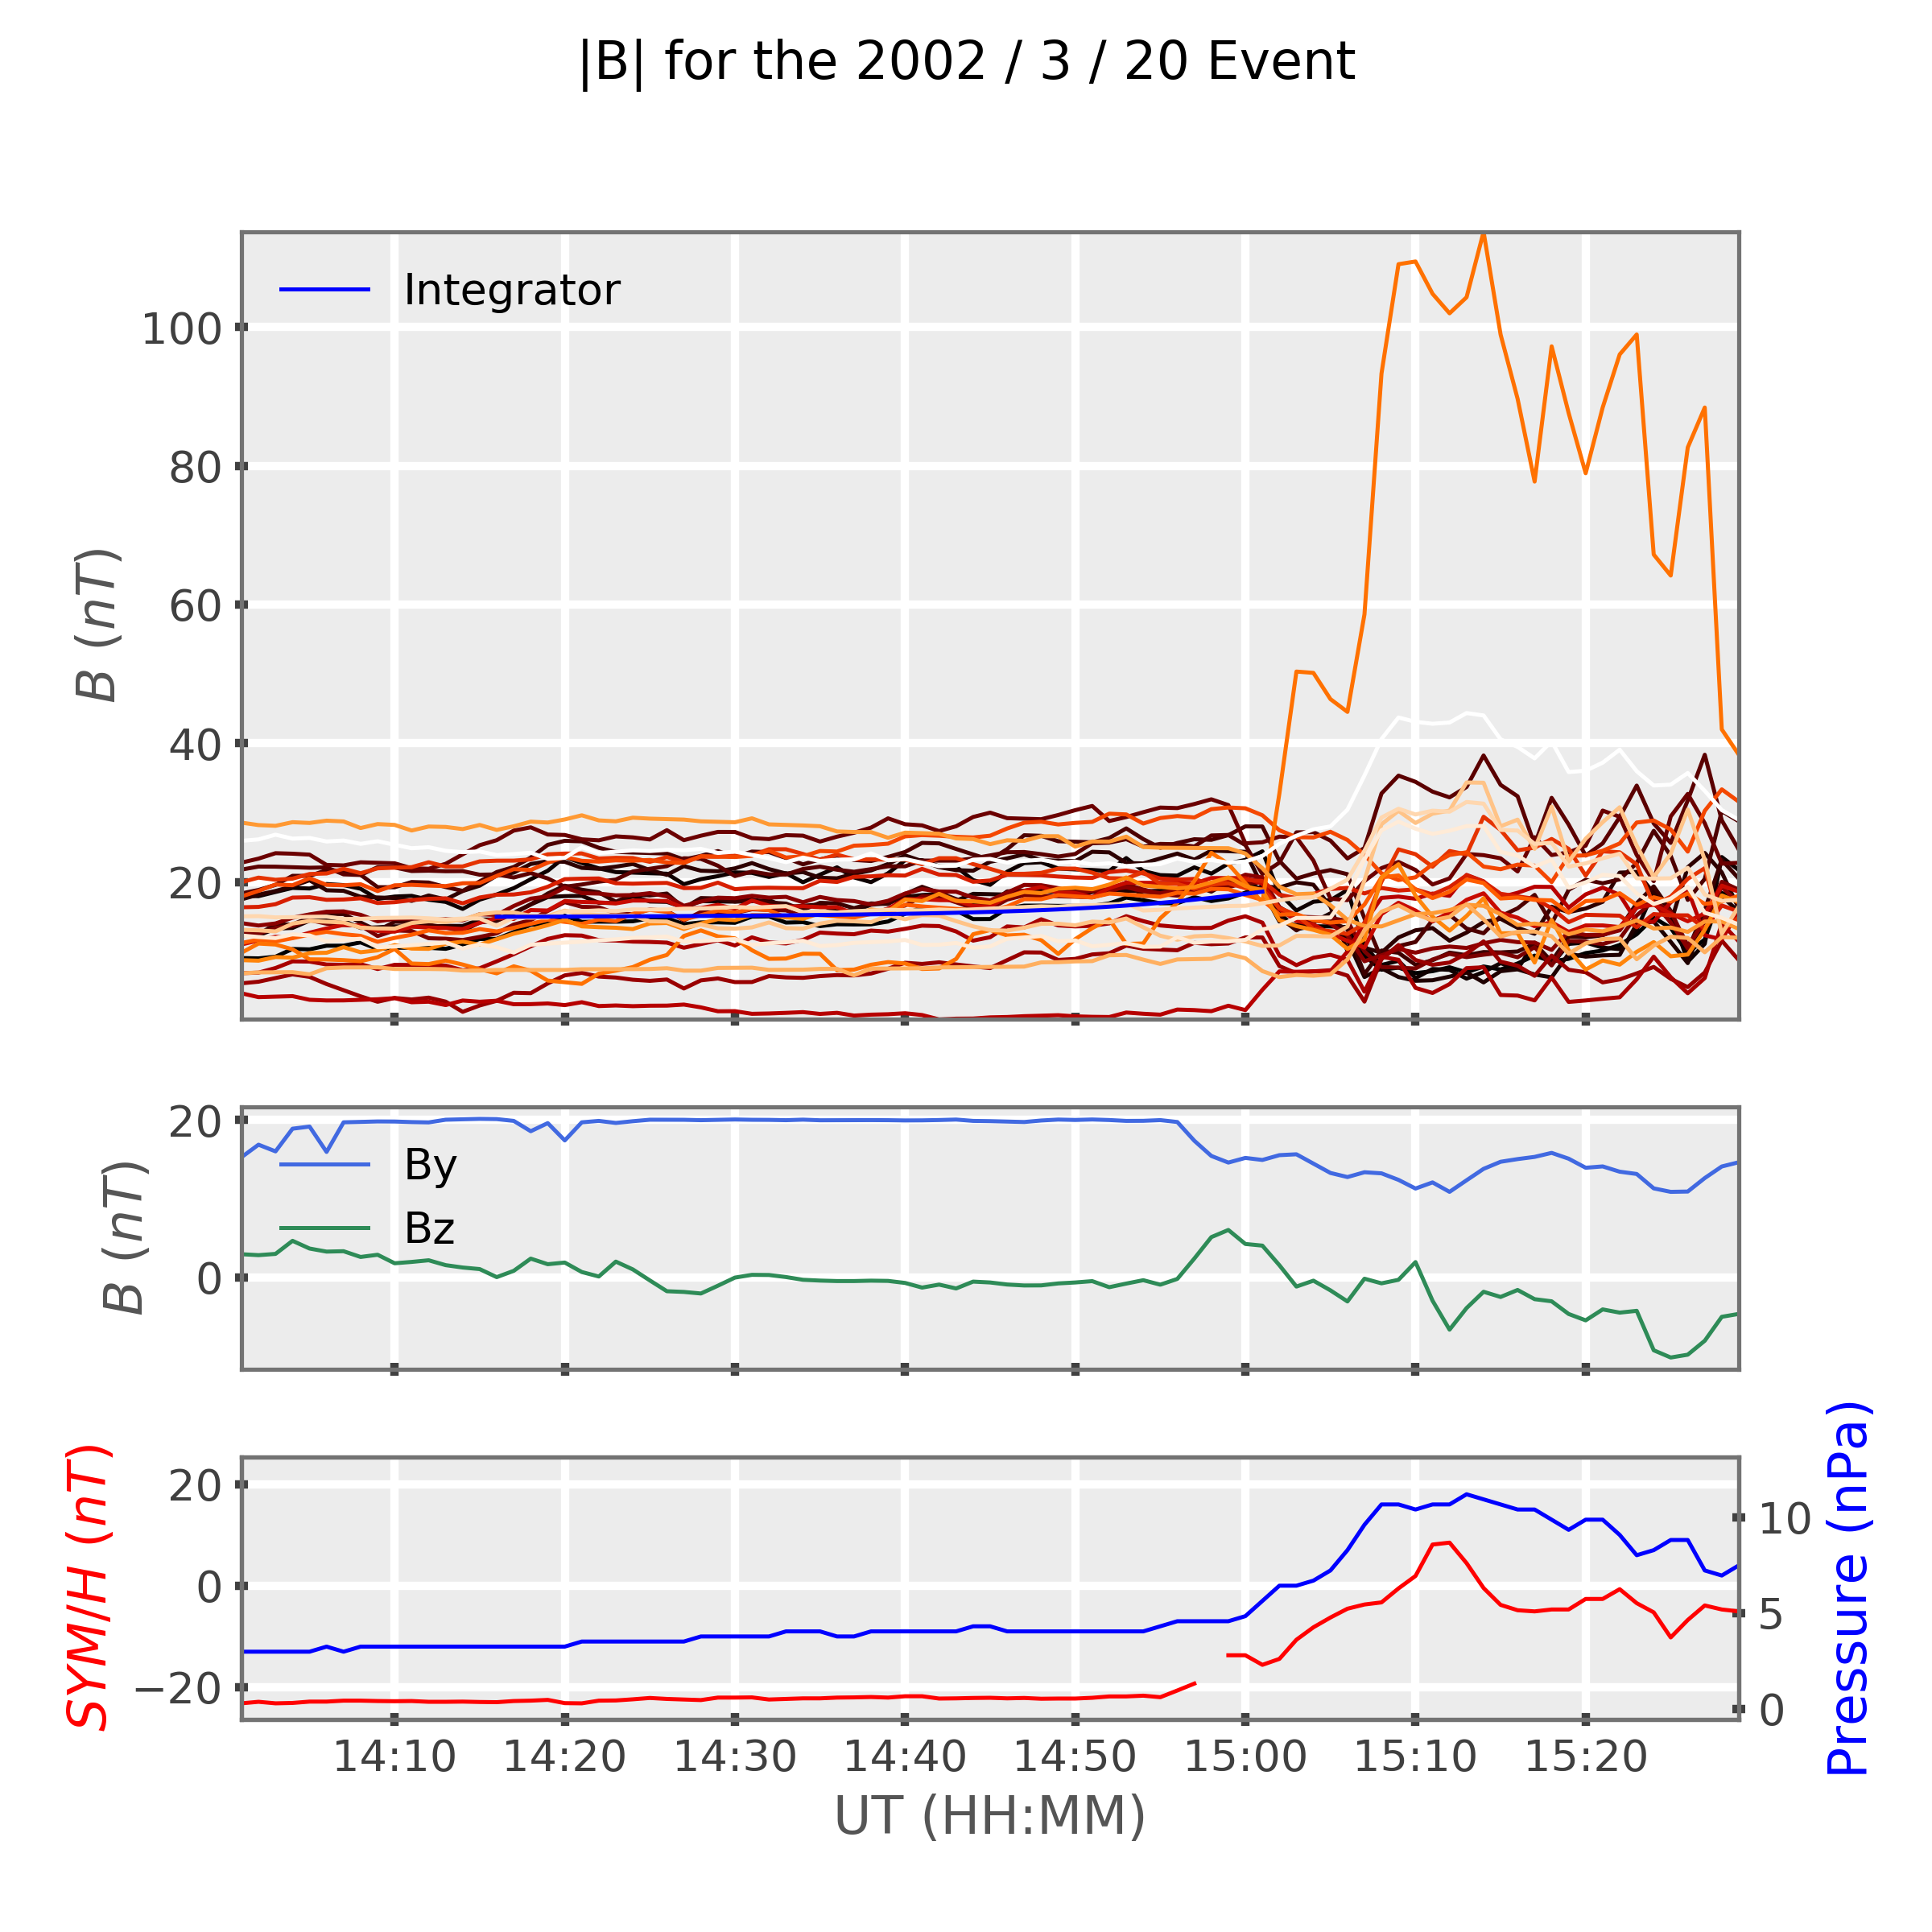 |B| for the 2002 / 3 / 20 Event
Integrator
100
80
60
40
20
B (nT)
By
Bz
20
0
B (nT)
20
0
−20
SYM/H (nT)
10
5
0
Pressure (nPa)
14:10 14:20 14:30 14:40 14:50 15:00 15:10 15:20
UT (HH:MM)